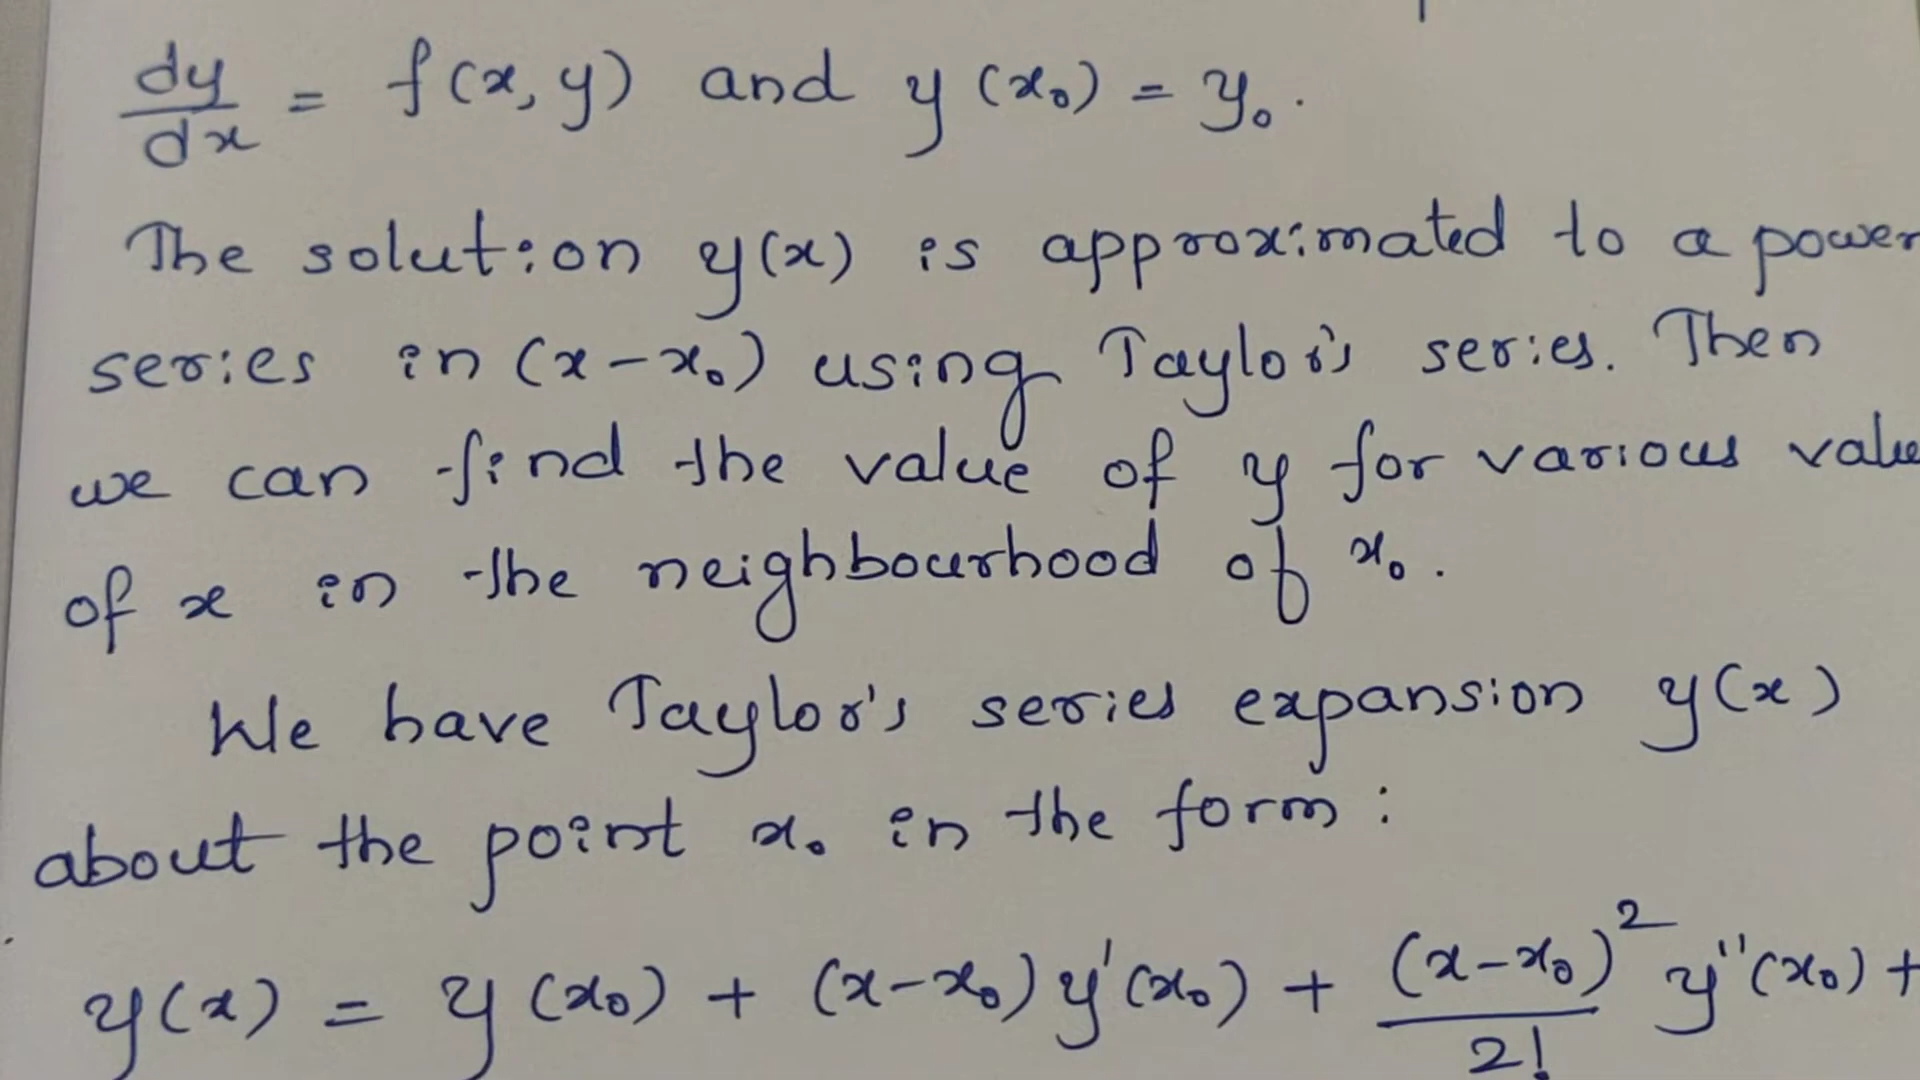 dy/dx = f(x, y) and y(x₀) = y₀.
The solution y(x) is approximated to a power
series in (x-x₀) using Taylor's series. Then
we can find the value of y for various value
of x in the neighbourhood of x₀.
We have Taylor's series expansion y(x)
about the point x₀ in the form:
y(x) = y(x₀) + (x-x₀) y'(x₀) + (x-x₀)²/2! y''(x₀) +